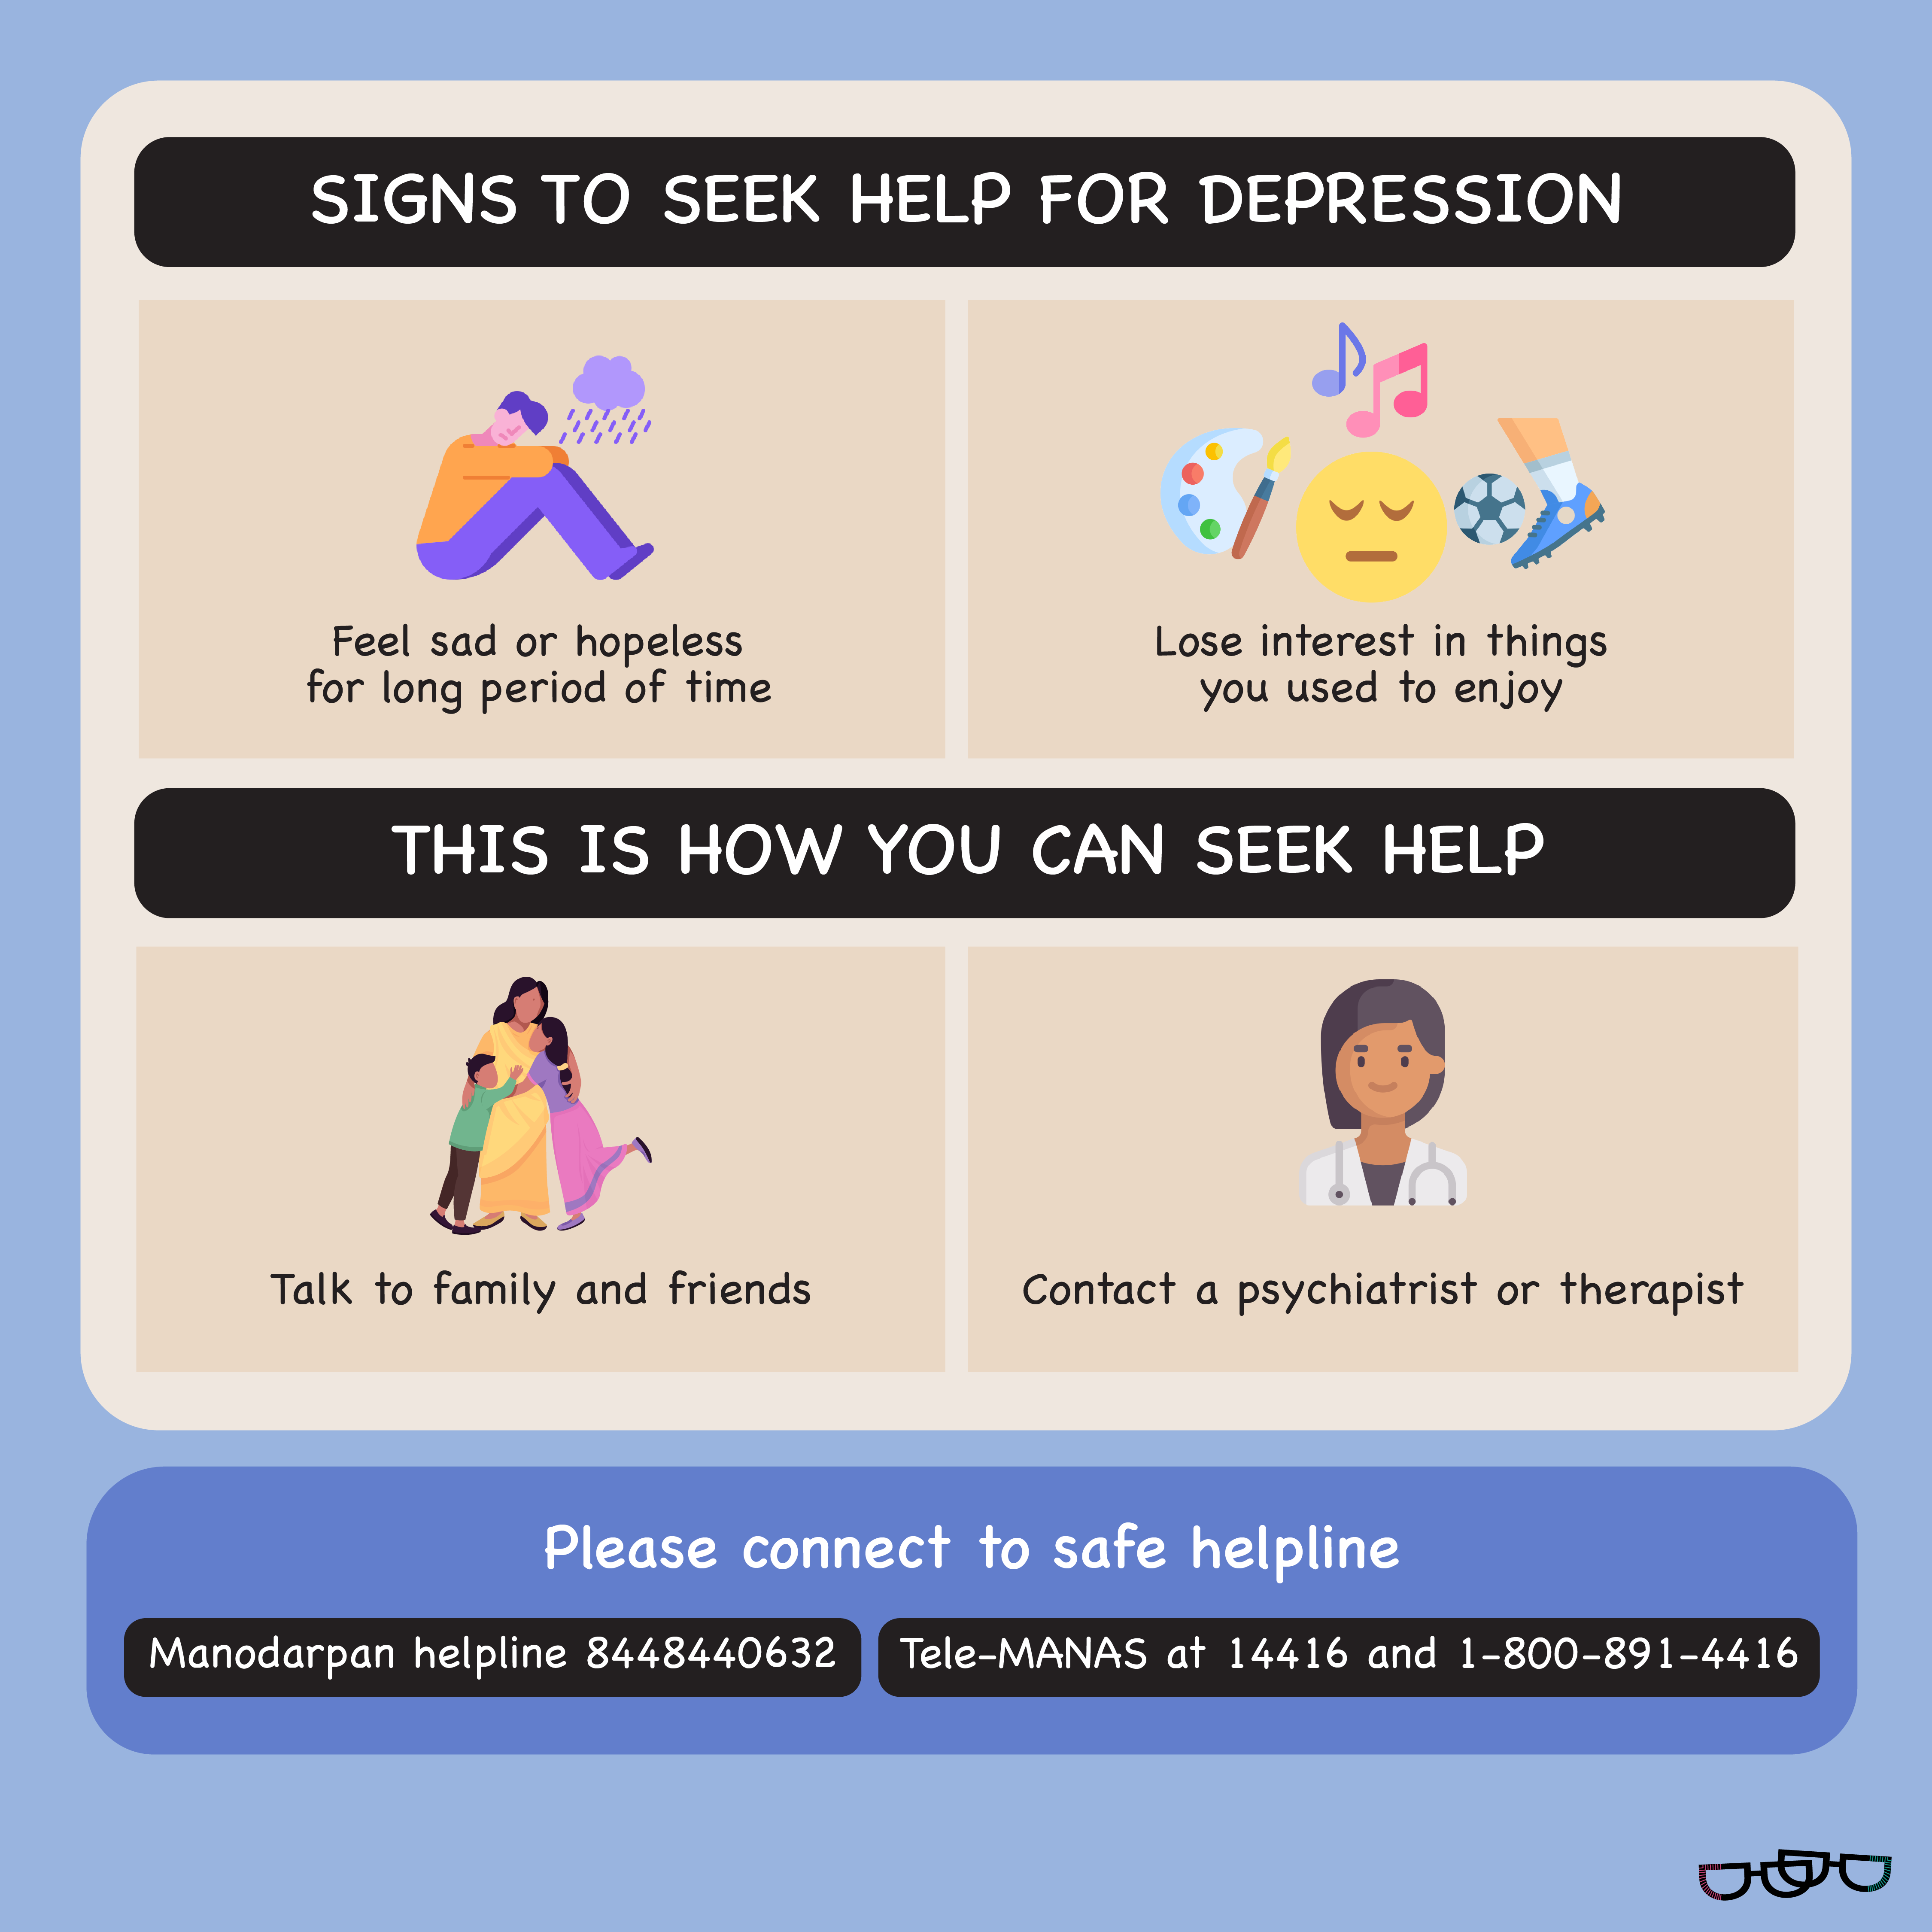 SIGNS TO SEEK HELP FOR DEPRESSION
Feel sad or hopeless
for long period of time
Lose interest in things
you used to enjoy
THIS IS HOW YOU CAN SEEK HELP
Talk to family and friends
Contact a psychiatrist or therapist
Please connect to safe helpline
Manodarpan helpline 8448440632
Tele-MANAS at 14416 and 1-800-891-4416